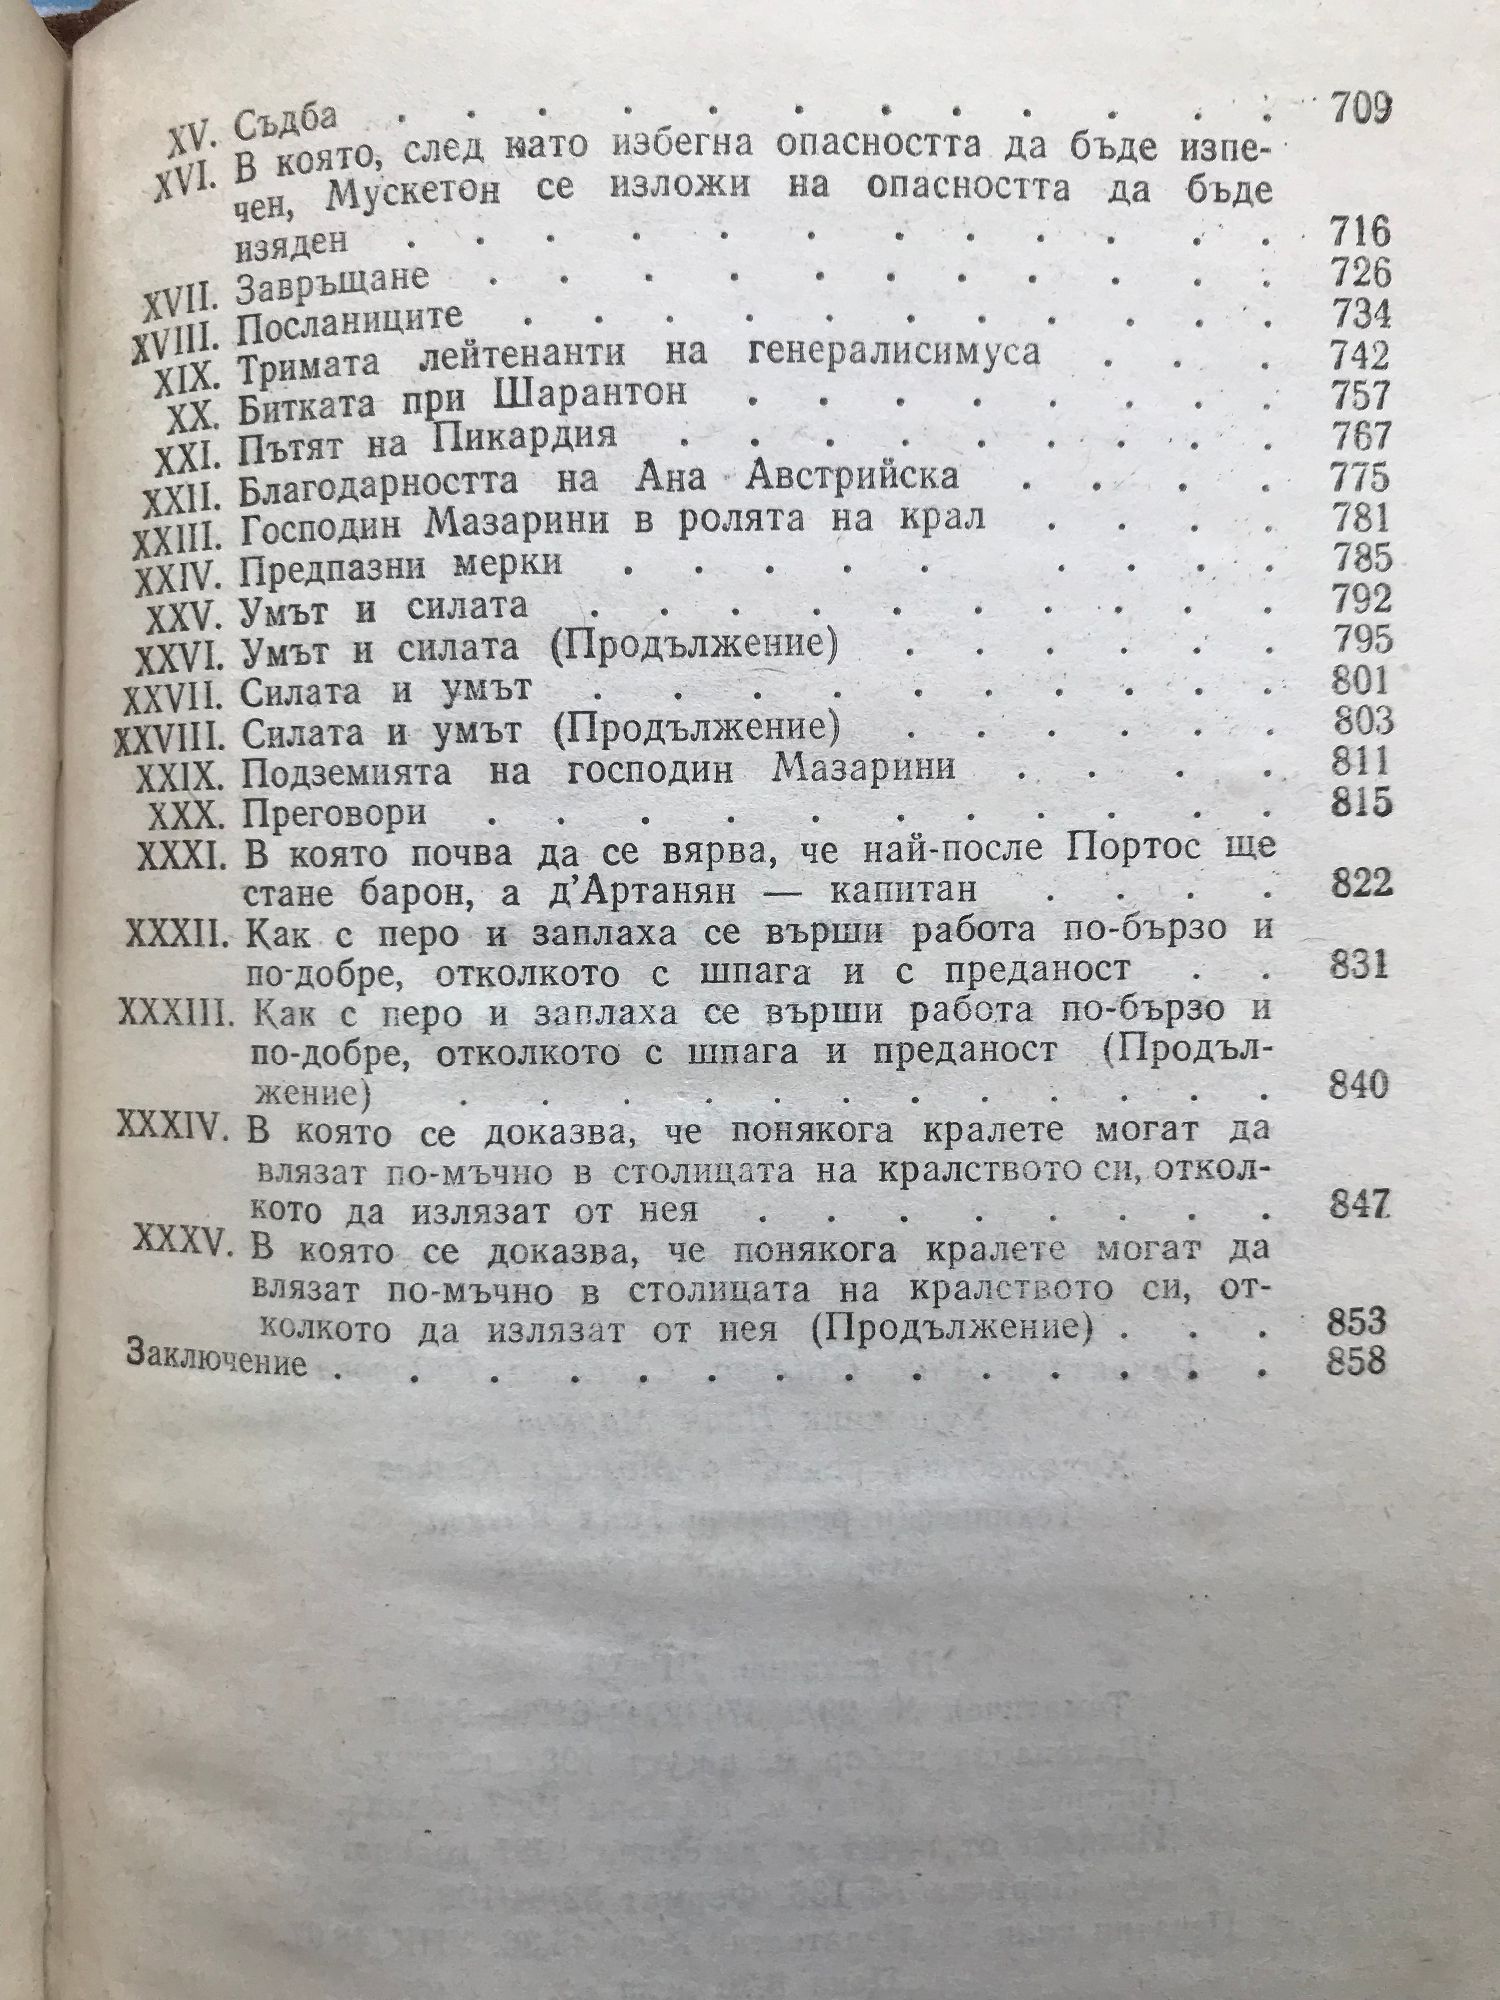 XV. Съдба . . . . . . . . . . . 709
XVI. В която, след като избегна опасността да бъде изпе-
чен, Мускетон се изложи на опасността да бъде
изяден . . . . . . . . . . . 716
XVII. Завръщане . . . . . . . . . . 726
XVIII. Посланиците . . . . . . . . . . 734
XIX. Тримата лейтенанти на генералисимуса . . . 742
XX. Битката при Шарантон . . . . . . . . 757
XXI. Пътят на Пикардия . . . . . . . . 767
XXII. Благодарността на Ана Австрийска . . . . 775
XXIII. Господин Мазарини в ролята на крал . . . . 781
XXIV. Предпазни мерки . . . . . . . . . 785
XXV. Умът и силата . . . . . . . . . . 792
XXVI. Умът и силата (Продължение) . . . . . . 795
XXVII. Силата и умът . . . . . . . . . . 801
XXVIII. Силата и умът (Продължение) . . . . . . 803
XXIX. Подземията на господин Мазарини . . . . 811
XXX. Преговори . . . . . . . . . . . 815
XXXI. В която почва да се вярва, че най-после Портос ще
стане барон, а д’Артанян — капитан . . . . 822
XXXII. Как с перо и заплаха се върши работа по-бързо и
по-добре, отколкото с шпага и с преданост . . 831
XXXIII. Как с перо и заплаха се върши работа по-бързо и
по-добре, отколкото с шпага и преданост (Продъл-
жение) . . . . . . . . . . . 840
XXXIV. В която се доказва, че понякога кралете могат да
влязат по-мъчно в столицата на кралството си, откол-
кото да излязат от нея . . . . . . . . 847
XXXV. В която се доказва, че понякога кралете могат да
влязат по-мъчно в столицата на кралството си, от-
колкото да излязат от нея (Продължение) . . . 853
Заключение . . . . . . . . . . . . . 858